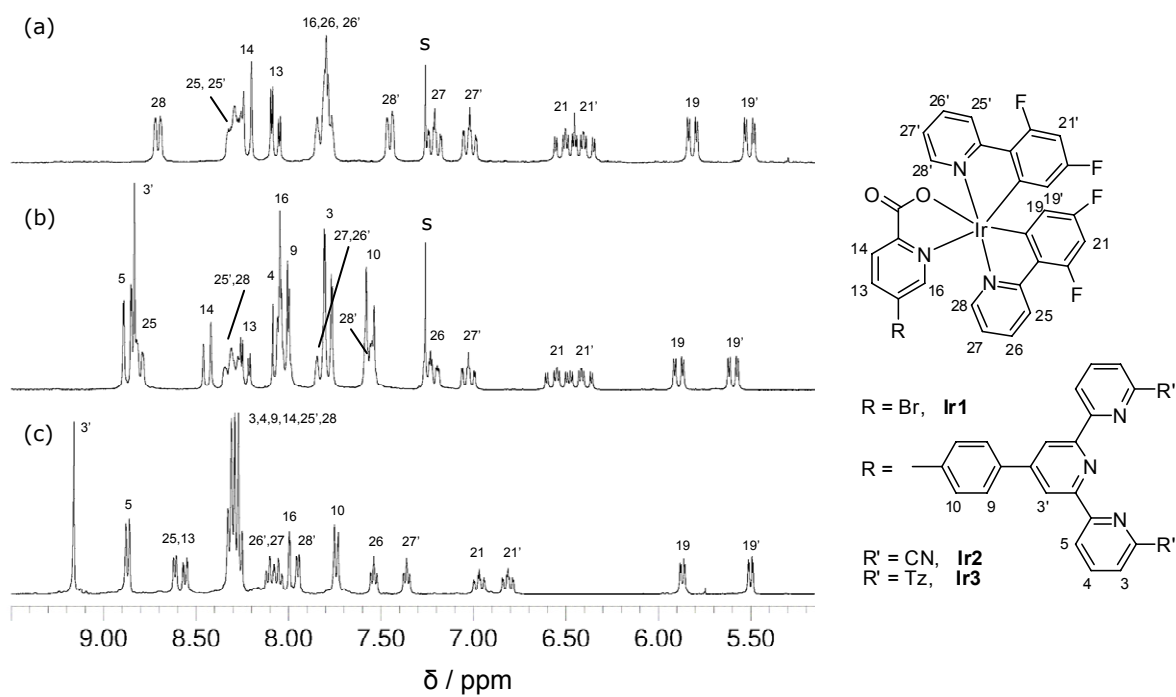 (a)
28
25, 25'
14
13
16,26, 26'
28'
S
27
27'
21
21'
19
19'
(b)
5
3'
25
14
25',28
13
4
16
9
3
27,26'
28'
10
S
26
27'
21
21'
19
19'
(c)
3'
5
25,13
3,4,9,14,25',28
26',27
16
28'
10
26
27'
21
21'
19
19'
9.00 8.50 8.00 7.50 7.00 6.50 6.00 5.50
δ / ppm
26' 25' F
27' 21'
28' N F
O O 19' F
19
Ir
14 N 21
13 16 N F
R 28 25
27 26
R = Br, Ir1
R =
10 9 3'
N R'
N
N R'
5
4 3
R' = CN, Ir2
R' = Tz, Ir3